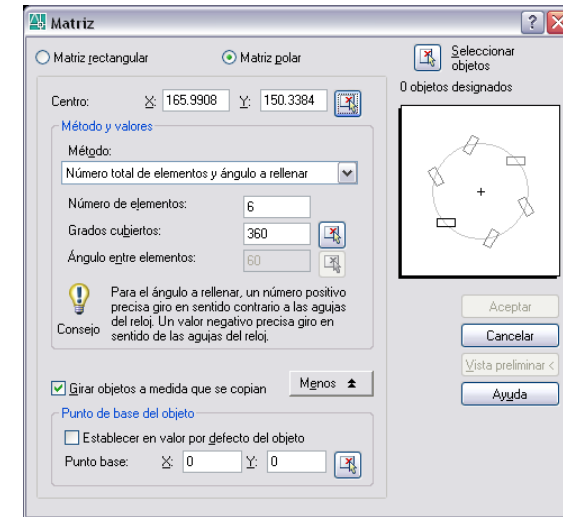 Matriz
Matriz rectangular
Matriz polar
Seleccionar
objetos
0 objetos designados
Centro: X: 165.9908 Y: 150.3384
Método y valores
Método:
Número total de elementos y ángulo a rellenar
Número de elementos: 6
Grados cubiertos: 360
Ángulo entre elementos: 60
Para el ángulo a rellenar, un número positivo
precisa giro en sentido contrario a las agujas
del reloj. Un valor negativo precisa giro en
sentido de las agujas del reloj.
Consejo
Girar objetos a medida que se copian
Menos
Punto de base del objeto
Establecer en valor por defecto del objeto
Punto base: X: 0 Y: 0
Aceptar
Cancelar
Vista preliminar <
Ayuda